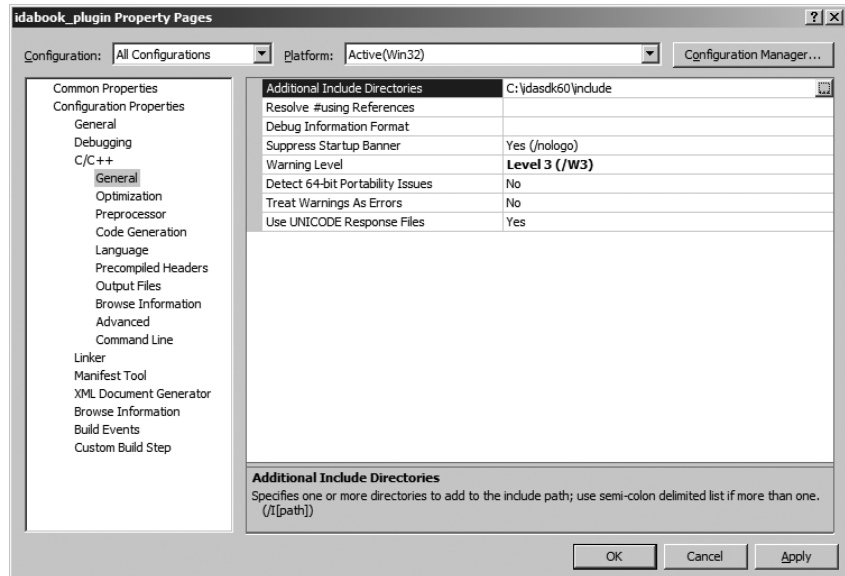 idabook_plugin Property Pages
Configuration: All Configurations Platform: Active(Win32) Configuration Manager...
Common Properties
Configuration Properties
General
Debugging
C/C++
General
Optimization
Preprocessor
Code Generation
Language
Precompiled Headers
Output Files
Browse Information
Advanced
Command Line
Linker
Manifest Tool
XML Document Generator
Browse Information
Build Events
Custom Build Step
Additional Include Directories C:\idasdk60\include ...
Resolve #using References
Debug Information Format
Suppress Startup Banner Yes (/nologo)
Warning Level Level 3 (/W3)
Detect 64-bit Portability Issues No
Treat Warnings As Errors No
Use UNICODE Response Files Yes
Additional Include Directories
Specifies one or more directories to add to the include path; use semi-colon delimited list if more than one.
(/I[path])
OK Cancel Apply